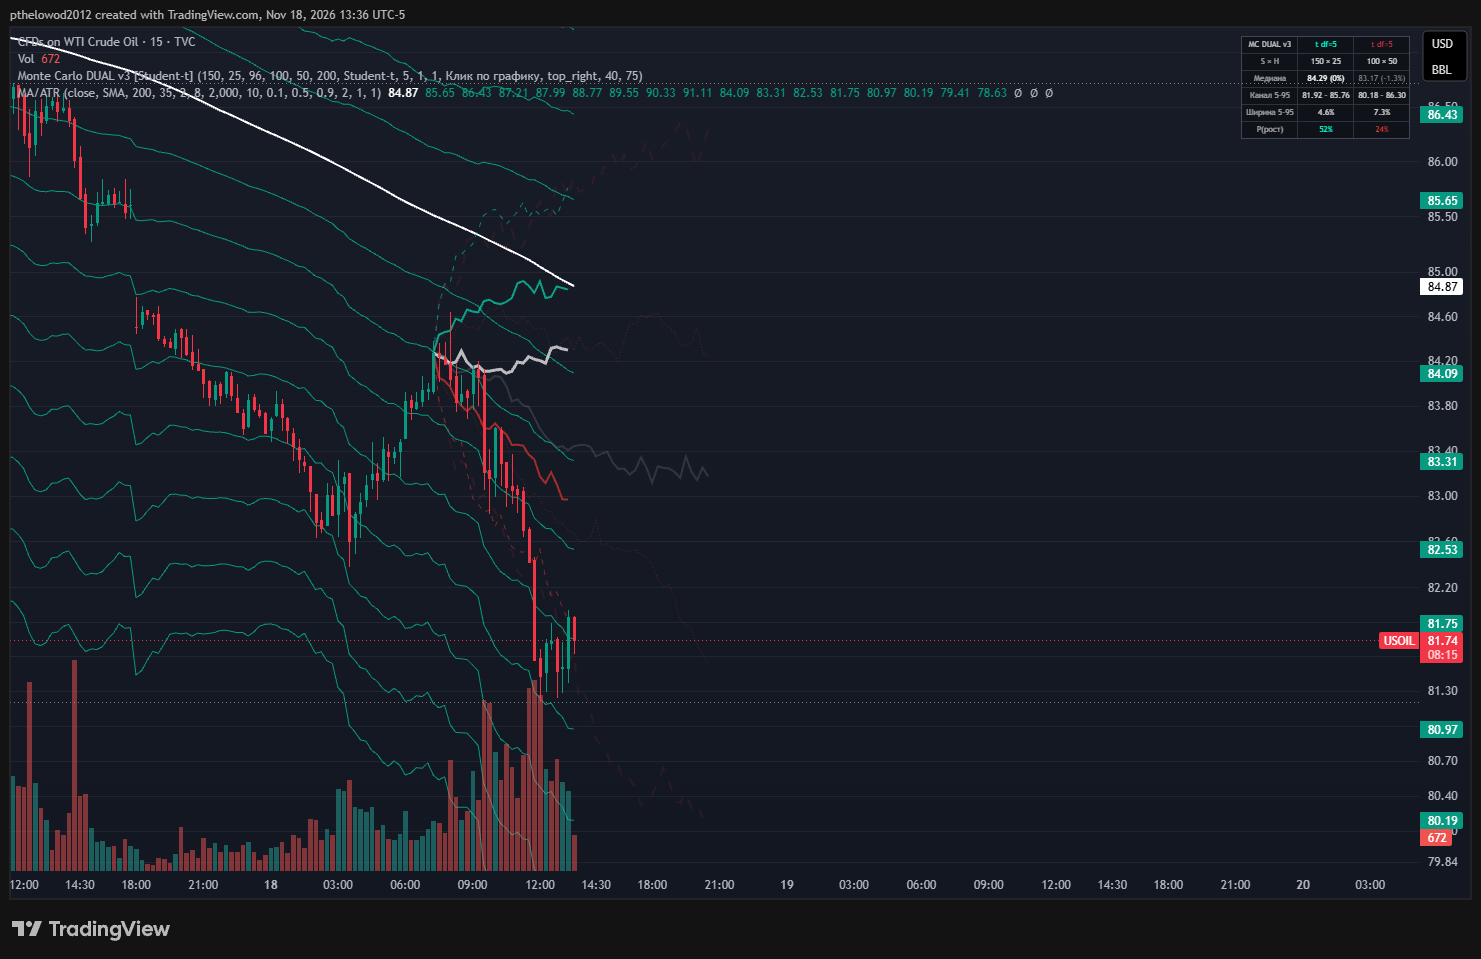 pthelowod2012 created with TradingView.com, Nov 18, 2026 13:36 UTC-5
CFDs on WTI Crude Oil · 15 · TVC
Vol 672
Monte Carlo DUAL v3 [Student-t] (150, 25, 96, 100, 50, 200, Student-t, 5, 1, 1, Клик по графику, top_right, 40, 75)
MA/ATR (close, SMA, 200, 35, 2, 8, 2,000, 10, 0.1, 0.5, 0.9, 2, 1, 1) 84.87 85.65 86.43 87.21 87.99 88.77 89.55 90.33 91.11 84.09 83.31 82.53 81.75 80.97 80.19 79.41 78.63 Ø Ø Ø
MC DUAL v3 t df=5 t df=5
S × H 150 × 25 100 × 50
Медиана 84.29 (0%) 83.17 (-1.3%)
Канал 5-95 81.92 - 85.76 80.18 - 86.30
Ширина 5-95 4.6% 7.3%
P(рост) 52% 24%
USD
BBL
86.50
86.43
86.00
85.65
85.50
85.00
84.87
84.60
84.20
84.09
83.80
83.40
83.31
83.00
82.60
82.53
82.20
81.75
USOIL 81.74
08:15
81.30
80.97
80.70
80.40
80.19
672
79.84
12:00 14:30 18:00 21:00 18 03:00 06:00 09:00 12:00 14:30 18:00 21:00 19 03:00 06:00 09:00 12:00 14:30 18:00 21:00 20 03:00
TradingView